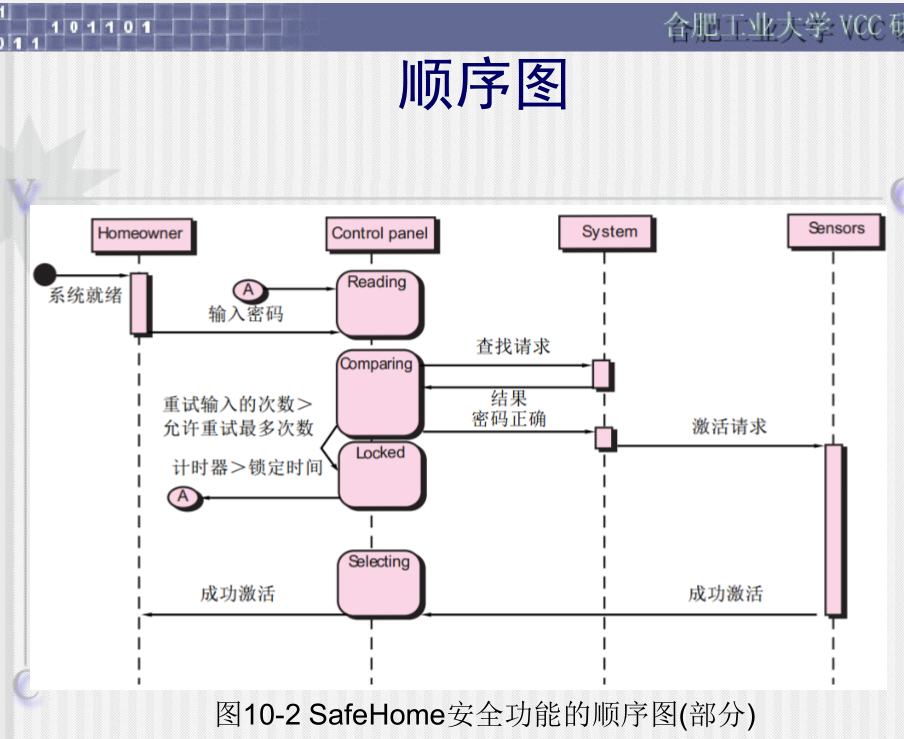 1
1 0 1 1 0 1
0 1 1
合肥工业大学 VCC
顺序图
V
C
Homeowner
Control panel
System
Sensors
系统就绪
A
Reading
输入密码
查找请求
Comparing
结果
重试输入的次数＞
允许重试最多次数
密码正确
激活请求
Locked
计时器＞锁定时间
A
Selecting
成功激活
成功激活
C
图10-2 SafeHome安全功能的顺序图(部分)